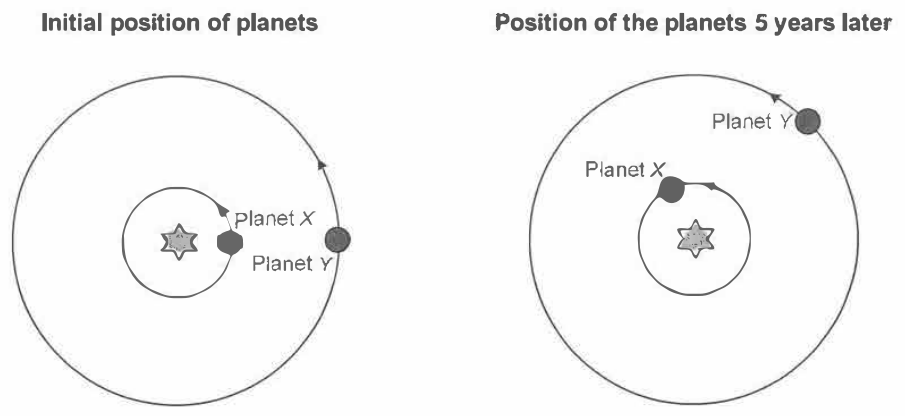 Initial position of planets
Position of the planets 5 years later
Planet X
Planet Y
Planet Y
Planet X